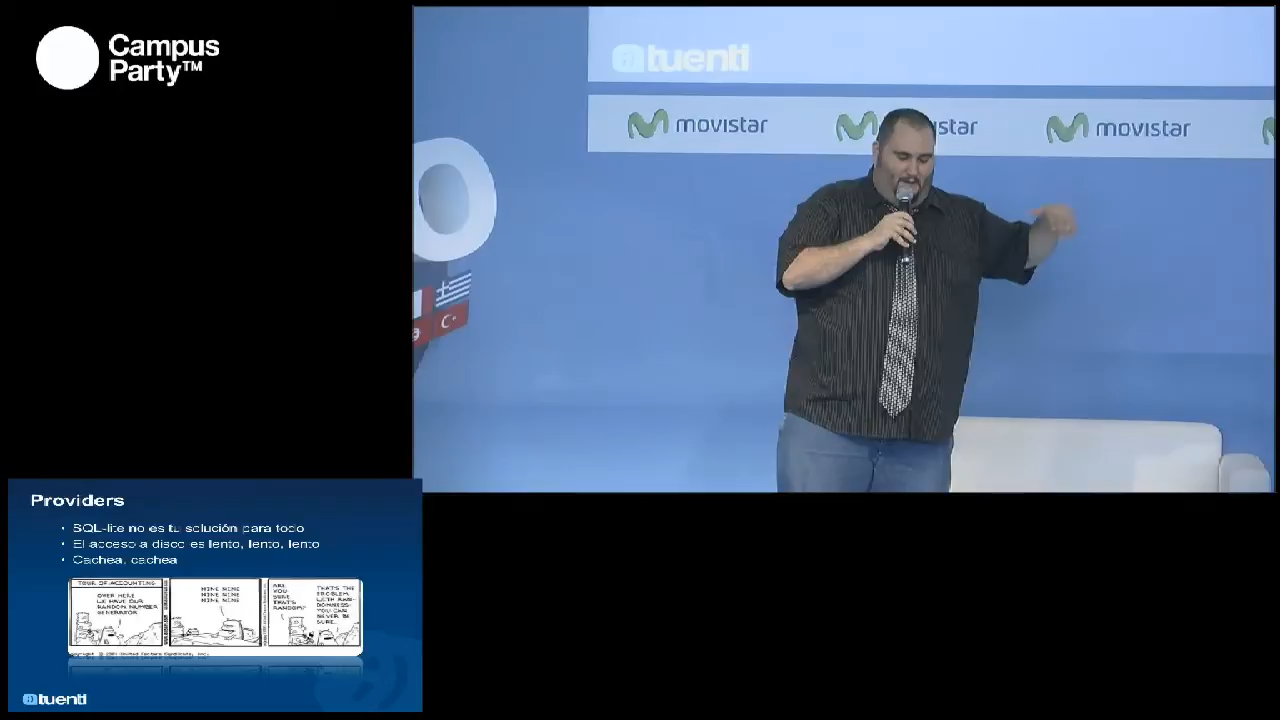 Campus
Party™
tuenti
movistar
movistar
movistar
Providers
• SQL-lite no es tu solución para todo
• El acceso a disco es lento, lento, lento
• Cachea, cachea
TOUR OF ACCOUNTING
OVER HERE
WE HAVE OUR
RANDOM NUMBER
GENERATOR.
NINE NINE
NINE NINE
NINE NINE
ARE
YOU
SURE
THAT'S
RANDOM?
THAT'S THE
PROBLEM
WITH RAN-
DOMNESS:
YOU CAN
NEVER BE
SURE.
tuenti